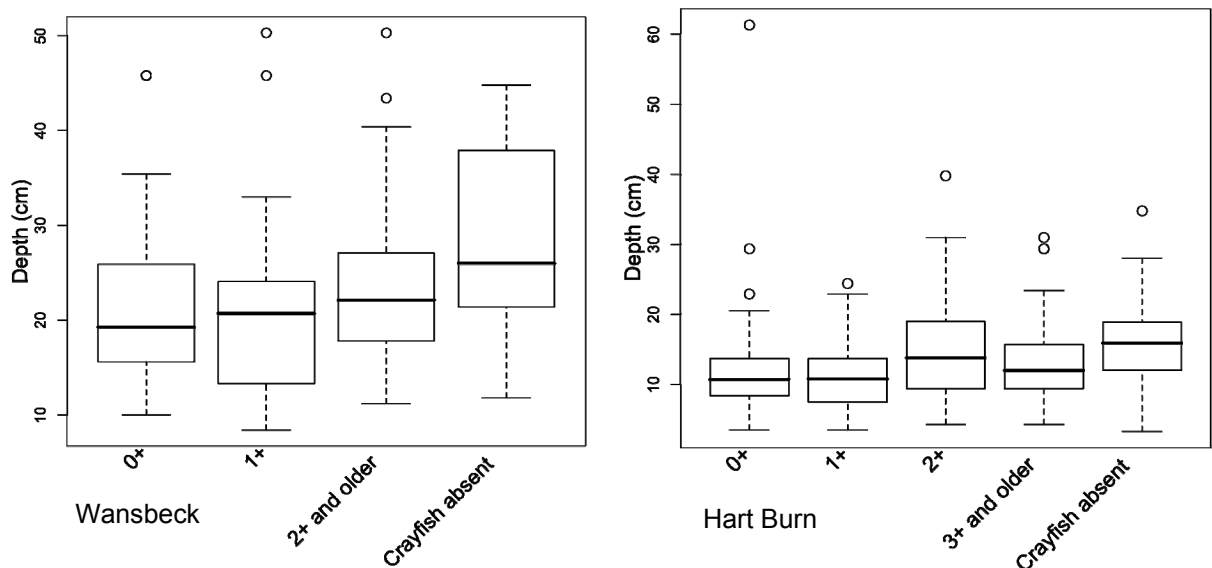 Depth (cm)
50
40
30
20
10
0+
1+
2+ and older
Crayfish absent
Wansbeck
Depth (cm)
60
50
40
30
20
10
0+
1+
2+
3+ and older
Crayfish absent
Hart Burn